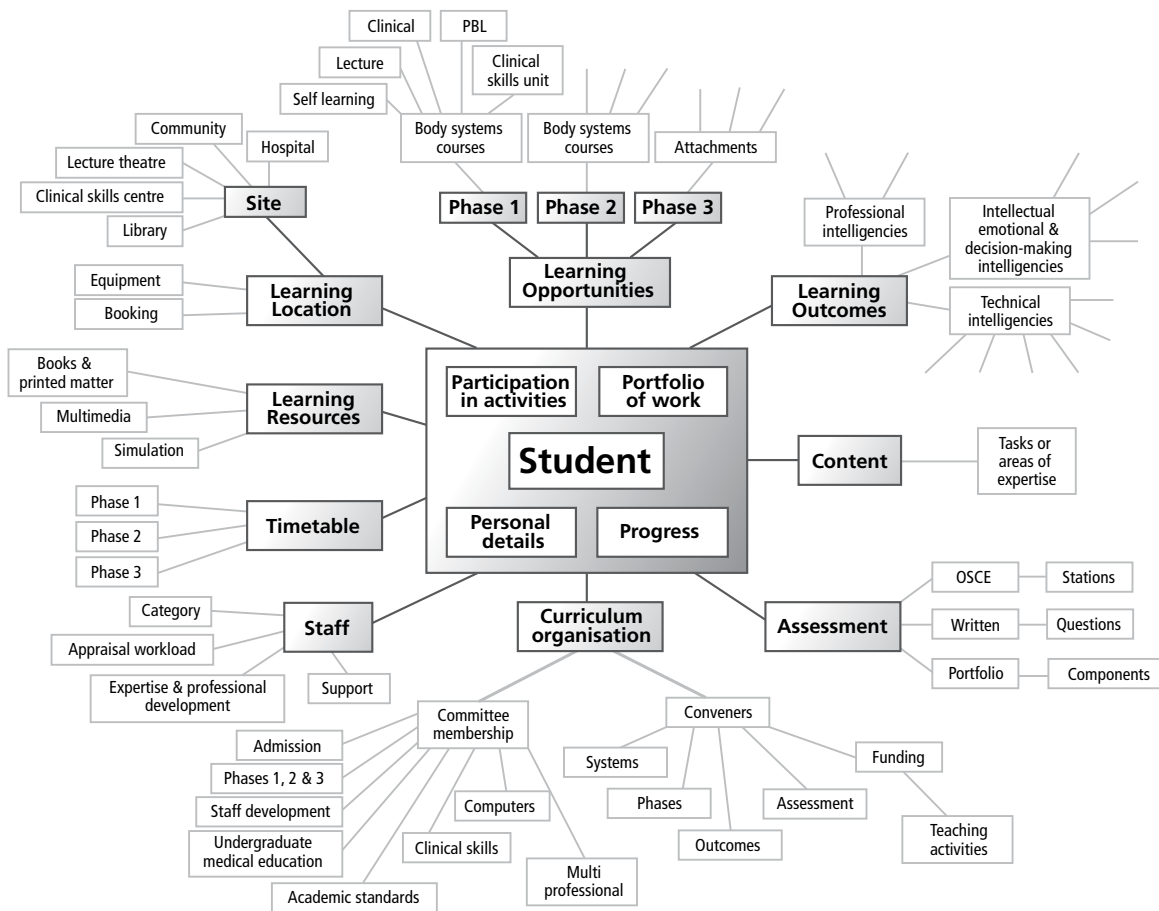 Clinical
PBL
Lecture
Clinical
skills unit
Self learning
Body systems
courses
Body systems
courses
Attachments
Phase 1
Phase 2
Phase 3
Learning
Opportunities
Community
Hospital
Lecture theatre
Clinical skills centre
Library
Site
Equipment
Booking
Learning
Location
Professional
intelligencies
Intellectual
emotional &
decision-making
intelligencies
Learning
Outcomes
Technical
intelligencies
Books &
printed matter
Multimedia
Simulation
Learning
Resources
Participation
in activities
Portfolio
of work
Student
Personal
details
Progress
Content
Tasks or
areas of
expertise
Phase 1
Phase 2
Phase 3
Timetable
Category
Appraisal workload
Expertise & professional
development
Support
Staff
Curriculum
organisation
Assessment
OSCE
Stations
Written
Questions
Portfolio
Components
Committee
membership
Admission
Phases 1, 2 & 3
Staff development
Undergraduate
medical education
Academic standards
Clinical skills
Computers
Multi
professional
Conveners
Systems
Phases
Outcomes
Assessment
Funding
Teaching
activities